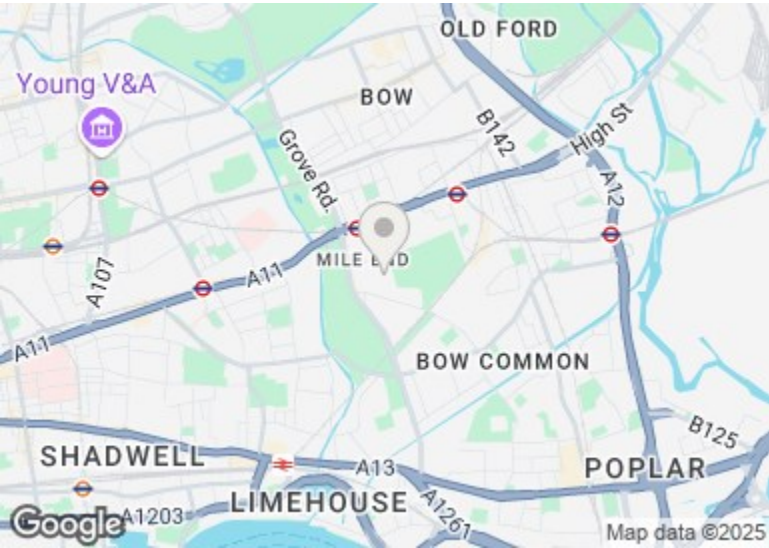 OLD FORD
Young V&A
BOW
B142
High St
Grove Rd.
A12
MILE END
A107
A11
A11
BOW COMMON
B125
SHADWELL
A13
POPLAR
LIMEHOUSE
A1261
A1203
Google
Map data ©2025